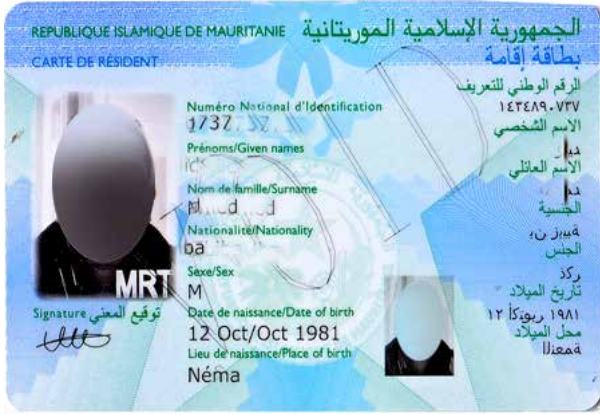 REPUBLIQUE ISLAMIQUE DE MAURITANIE الجمهورية الإسلامية الموريتانية
CARTE DE RÉSIDENT بطاقة إقامة
الرقم الوطني للتعريف
Numéro National d'Identification
١٤٣٤٨٩٠٧٣٧
الاسم الشخصي
Prénoms/Given names
الاسم العائلي
Nom de famille/Surname
الجنسية
Nationalité/Nationality
الجنس
Sexe/Sex
MRT
M
تاريخ الميلاد
Signature توقيع المعني
Date de naissance/Date of birth
12 Oct/Oct 1981
محل الميلاد
Lieu de naissance/Place of birth
Néma